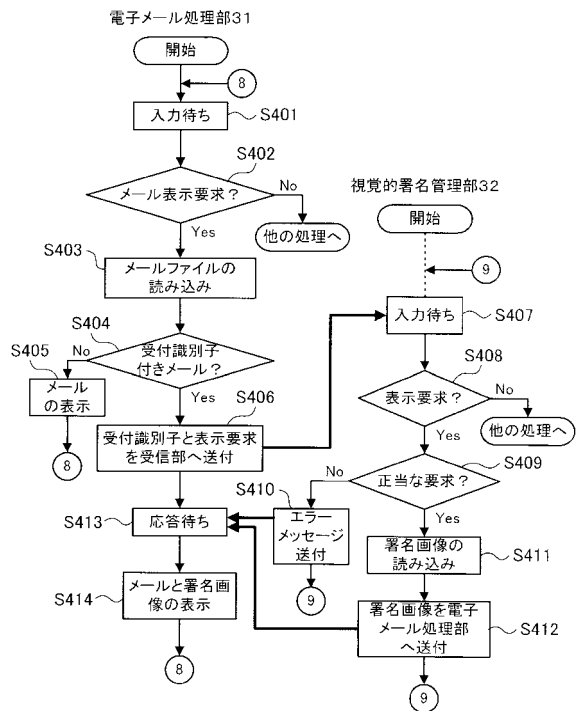 電子メール処理部31
開始
8
入力待ち
S401
S402
メール表示要求?
No
他の処理へ
Yes
S403
メールファイルの
読み込み
S404
受付識別子
付きメール?
No
S405
メール
の表示
8
Yes
S406
受付識別子と表示要求
を受信部へ送付
S413
応答待ち
S414
メールと署名画
像の表示
8
視覚的署名管理部32
開始
9
入力待ち
S407
S408
表示要求?
No
他の処理へ
Yes
S409
正当な要求?
No
S410
エラー
メッセージ
送付
9
Yes
署名画像の
読み込み
S411
署名画像を電子
メール処理部
へ送付
S412
9